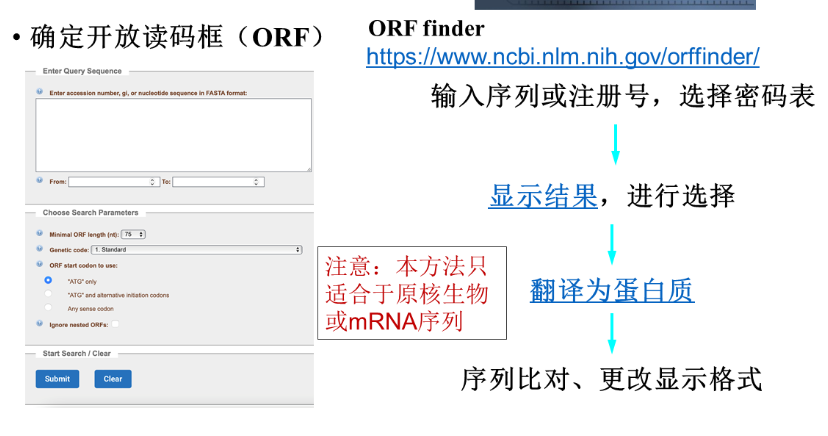 • 确定开放读码框（ORF）
ORF finder
https://www.ncbi.nlm.nih.gov/orffinder/
Enter Query Sequence
Enter accession number, gi, or nucleotide sequence in FASTA format:
From:
To:
Choose Search Parameters
Minimal ORF length (nt): 75
Genetic code: 1. Standard
ORF start codon to use:
"ATG" only
"ATG" and alternative initiation codons
Any sense codon
Ignore nested ORFs:
Start Search / Clear
Submit
Clear
注意：本方法只
适合于原核生物
或mRNA序列
输入序列或注册号，选择密码表
显示结果，进行选择
翻译为蛋白质
序列比对、更改显示格式